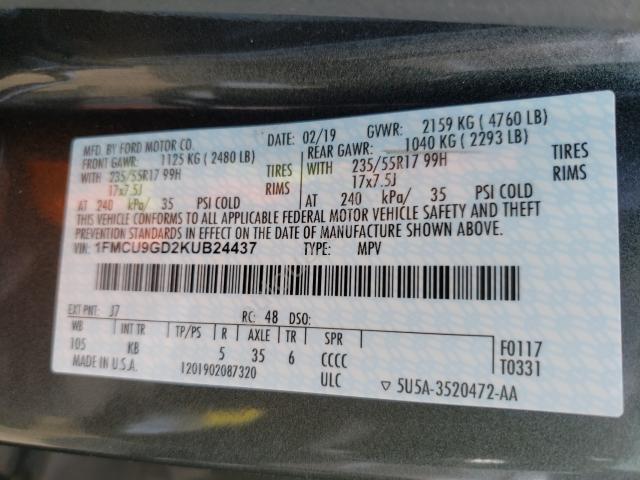 MFD. BY FORD MOTOR CO.
DATE: 02/19 GVWR: 2159 KG ( 4760 LB)
FRONT GAWR: 1125 KG ( 2480 LB)
REAR GAWR: 1040 KG ( 2293 LB)
WITH 235/55R17 99H TIRES
WITH 235/55R17 99H TIRES
17x7.5J RIMS
17x7.5J RIMS
AT 240 kPa/ 35 PSI COLD
AT 240 kPa/ 35 PSI COLD
THIS VEHICLE CONFORMS TO ALL APPLICABLE FEDERAL MOTOR VEHICLE SAFETY AND THEFT
PREVENTION STANDARDS IN EFFECT ON THE DATE OF MANUFACTURE SHOWN ABOVE.
VIN: 1FMCU9GD2KUB24437 TYPE: MPV
EXT PNT: J7 RC: 48 DSO:
WB INT TR TP/PS R AXLE TR SPR
105 KB 5 35 6 CCCC
F0117
T0331
MADE IN U.S.A. 1201902087320 ULC
5U5A-3520472-AA